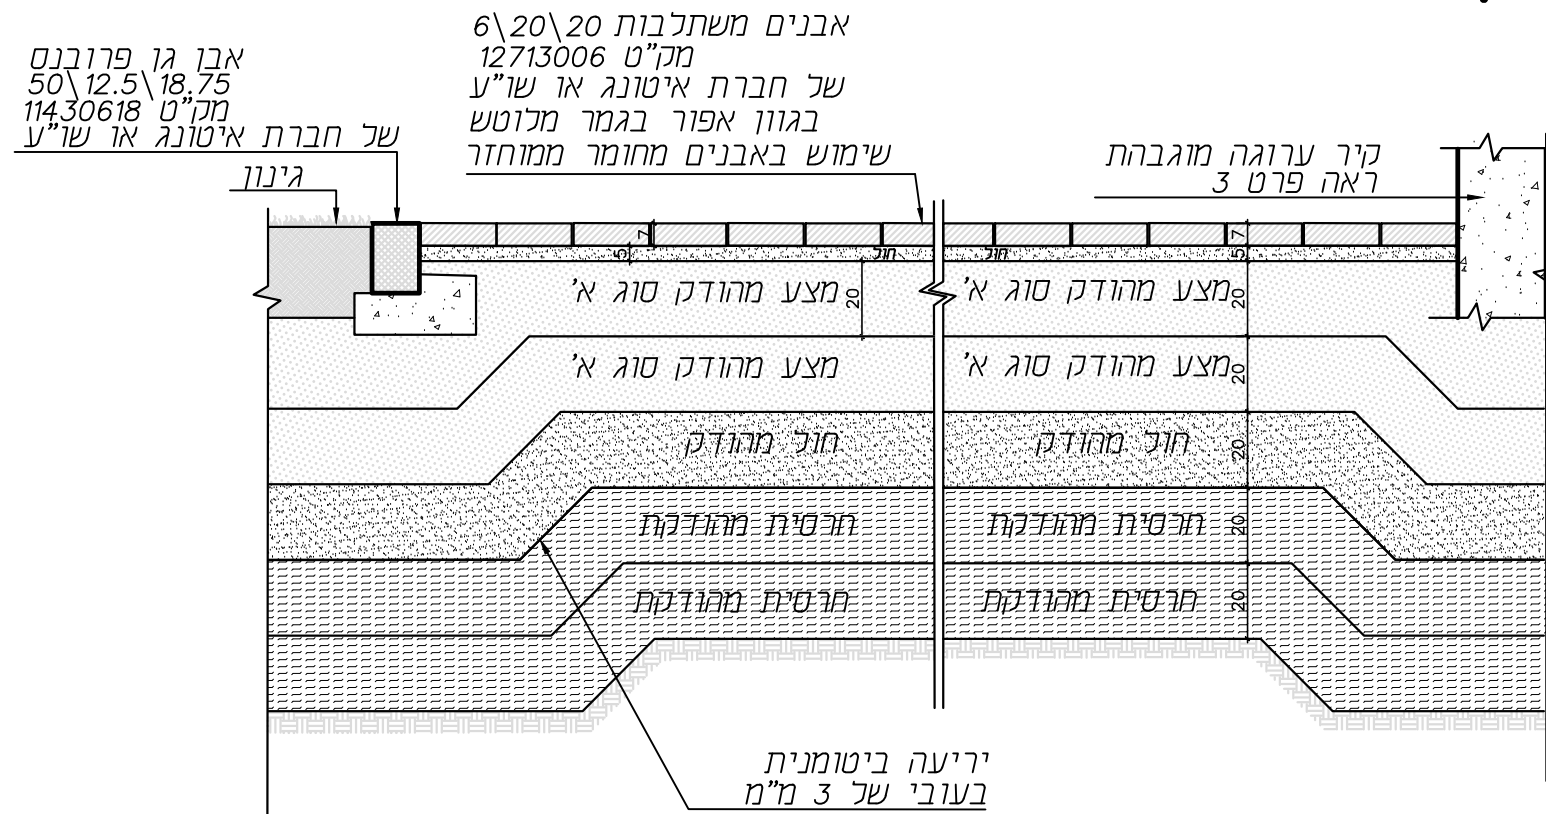 אבנים משתלבות 20\20\6
מק"ט 12713006
של חברת איטונג או שו"ע
בגוון אפור בגמר מלוטש
שימוש באבנים מחומר ממוחזר
אבן גן פרובנס
50\12.5\18.75
מק"ט 11430618
של חברת איטונג או שו"ע
גינון
קיר ערוגה מוגבהת
ראה פרט 3
7
7
5
חול
חול
5
מצע מהודק סוג א'
20
מצע מהודק סוג א'
20
מצע מהודק סוג א'
מצע מהודק סוג א'
20
חול מהודק
חול מהודק
20
חרסית מהודקת
חרסית מהודקת
20
חרסית מהודקת
חרסית מהודקת
20
יריעה ביטומנית
בעובי של 3 מ"מ